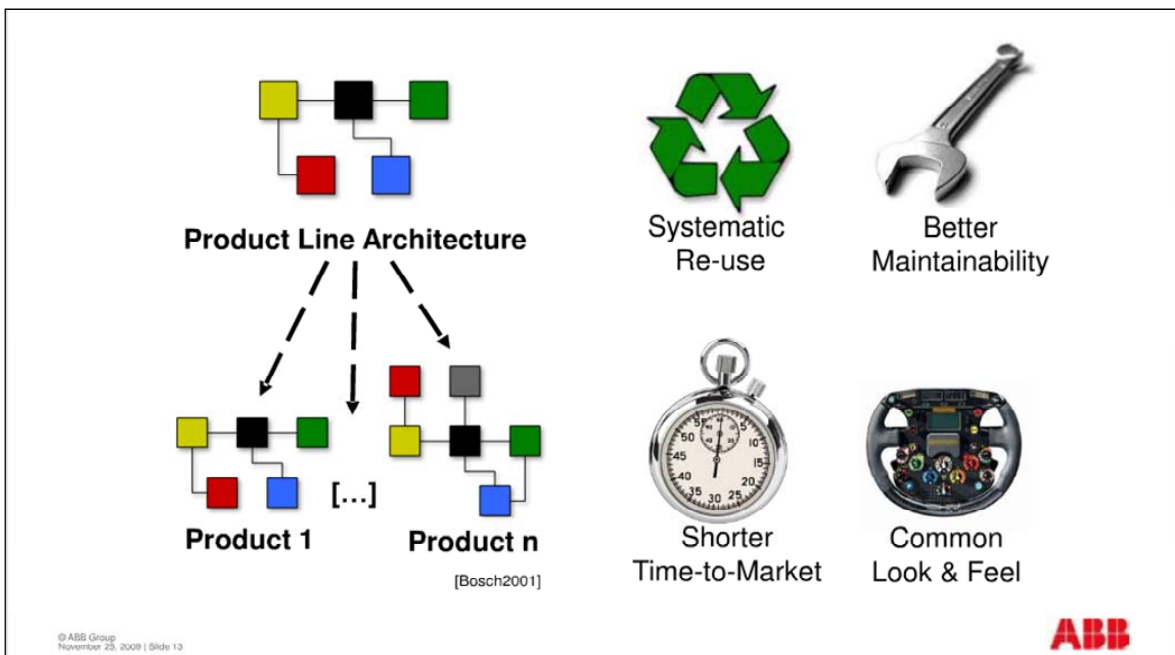 Product Line Architecture
Product 1
[...]
Product n
[Bosch2001]
Systematic
Re-use
Better
Maintainability
Shorter
Time-to-Market
Common
Look & Feel
© ABB Group
November 25, 2009 | Slide 13
ABB